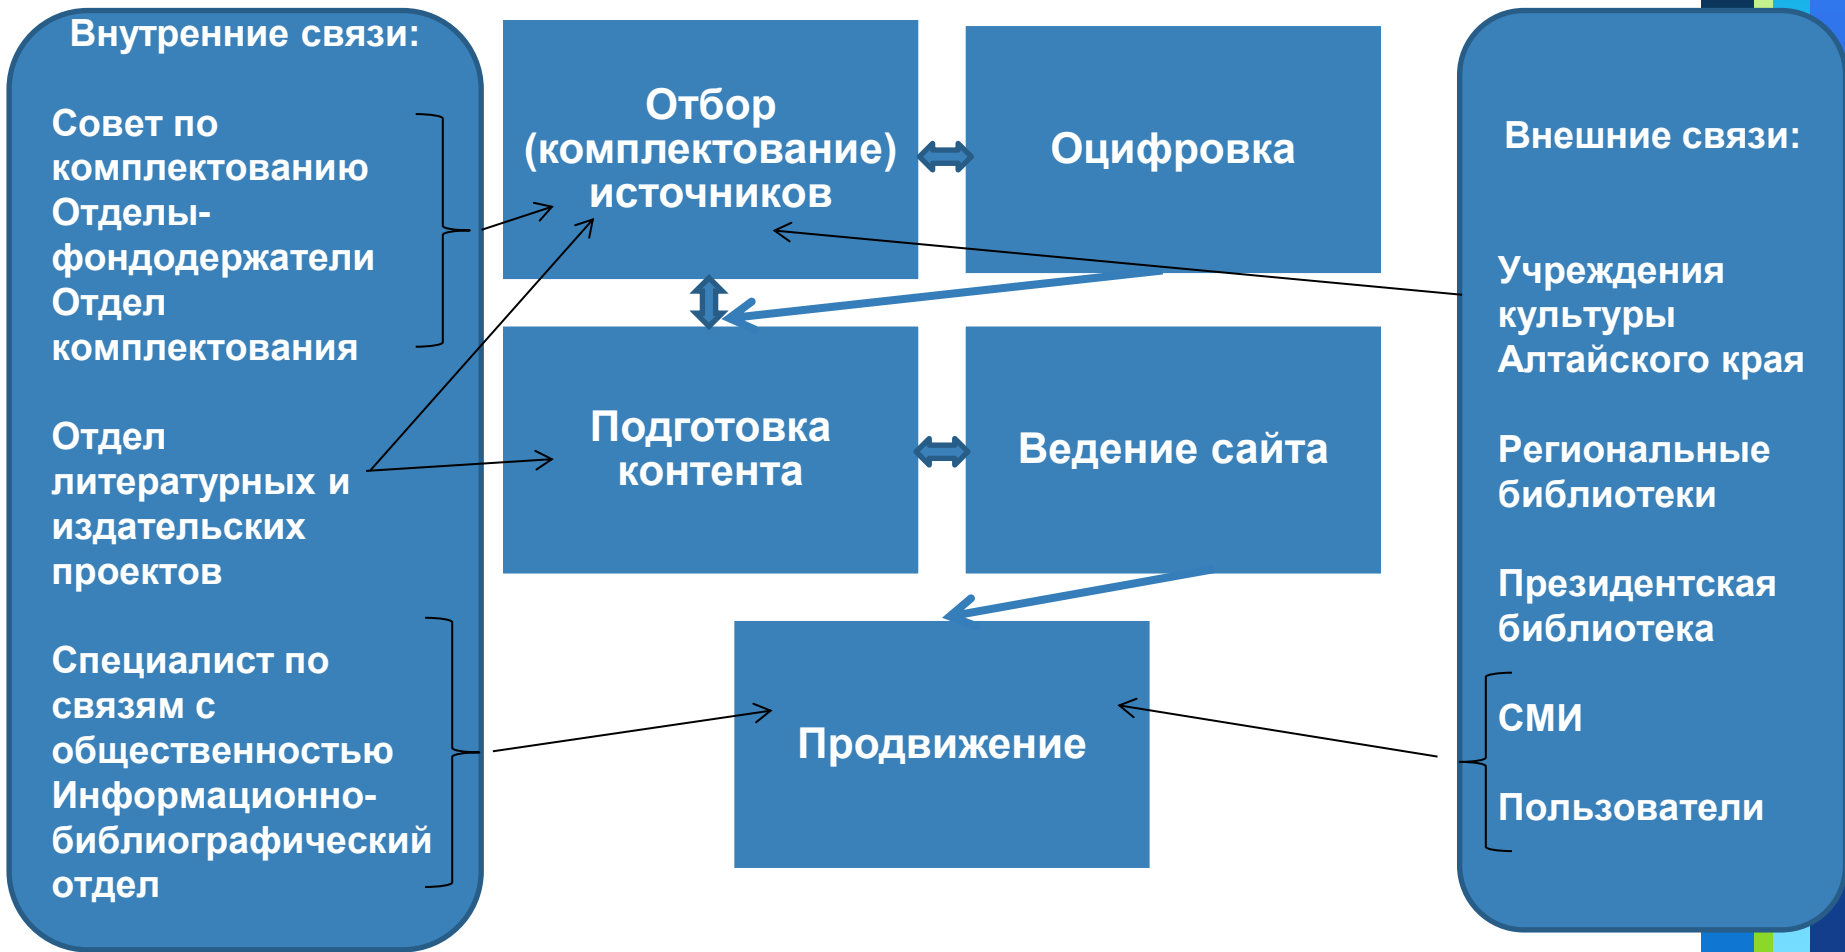 Внутренние связи:
Совет по
комплектованию
Отделы-
фондодержатели
Отдел
комплектования
Отдел
литературных и
издательских
проектов
Специалист по
связям с
общественностью
Информационно-
библиографический
отдел
Отбор
(комплектование)
источников
Оцифровка
Подготовка
контента
Ведение сайта
Продвижение
Внешние связи:
Учреждения
культуры
Алтайского края
Региональные
библиотеки
Президентская
библиотека
СМИ
Пользователи